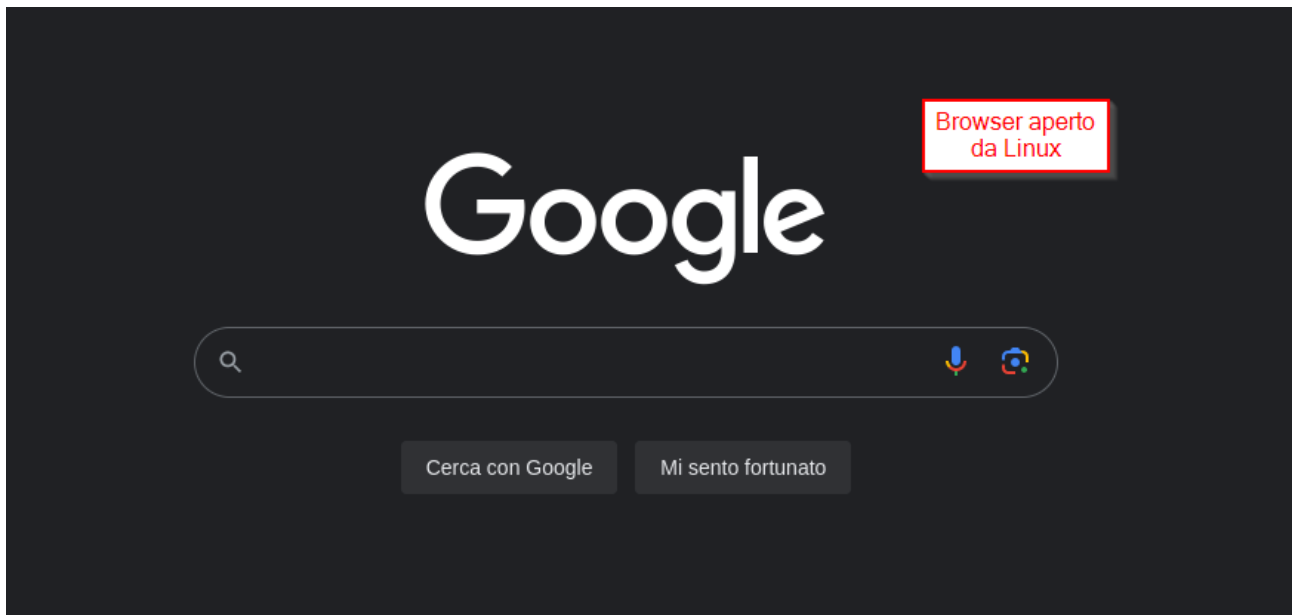 Browser aperto
da Linux
Google
Cerca con Google
Mi sento fortunato